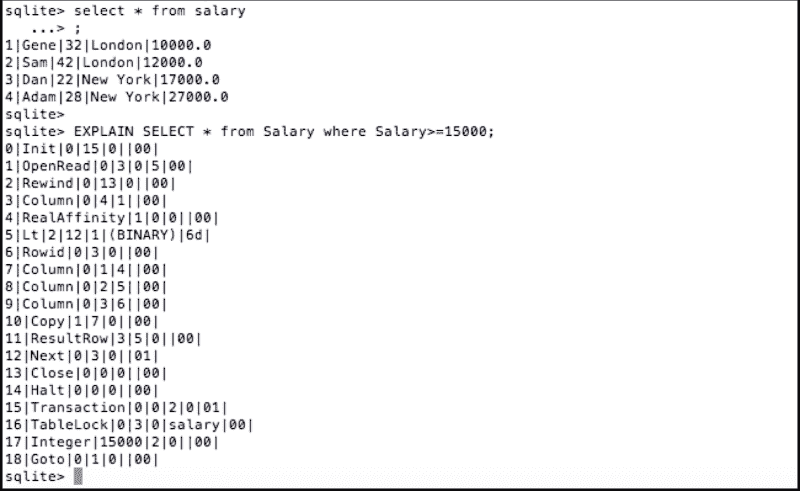 sqlite> select * from salary
   ...> ;
1|Gene|32|London|10000.0
2|Sam|42|London|12000.0
3|Dan|22|New York|17000.0
4|Adam|28|New York|27000.0
sqlite>
sqlite> EXPLAIN SELECT * from Salary where Salary>=15000;
0|Init|0|15|0||00|
1|OpenRead|0|3|0|5|00|
2|Rewind|0|13|0||00|
3|Column|0|4|1||00|
4|RealAffinity|1|0|0||00|
5|Lt|2|12|1|(BINARY)|6d|
6|Rowid|0|3|0||00|
7|Column|0|1|4||00|
8|Column|0|2|5||00|
9|Column|0|3|6||00|
10|Copy|1|7|0||00|
11|ResultRow|3|5|0||00|
12|Next|0|3|0||01|
13|Close|0|0|0||00|
14|Halt|0|0|0||00|
15|Transaction|0|0|2|0|01|
16|TableLock|0|3|0|salary|00|
17|Integer|15000|2|0||00|
18|Goto|0|1|0||00|
sqlite>